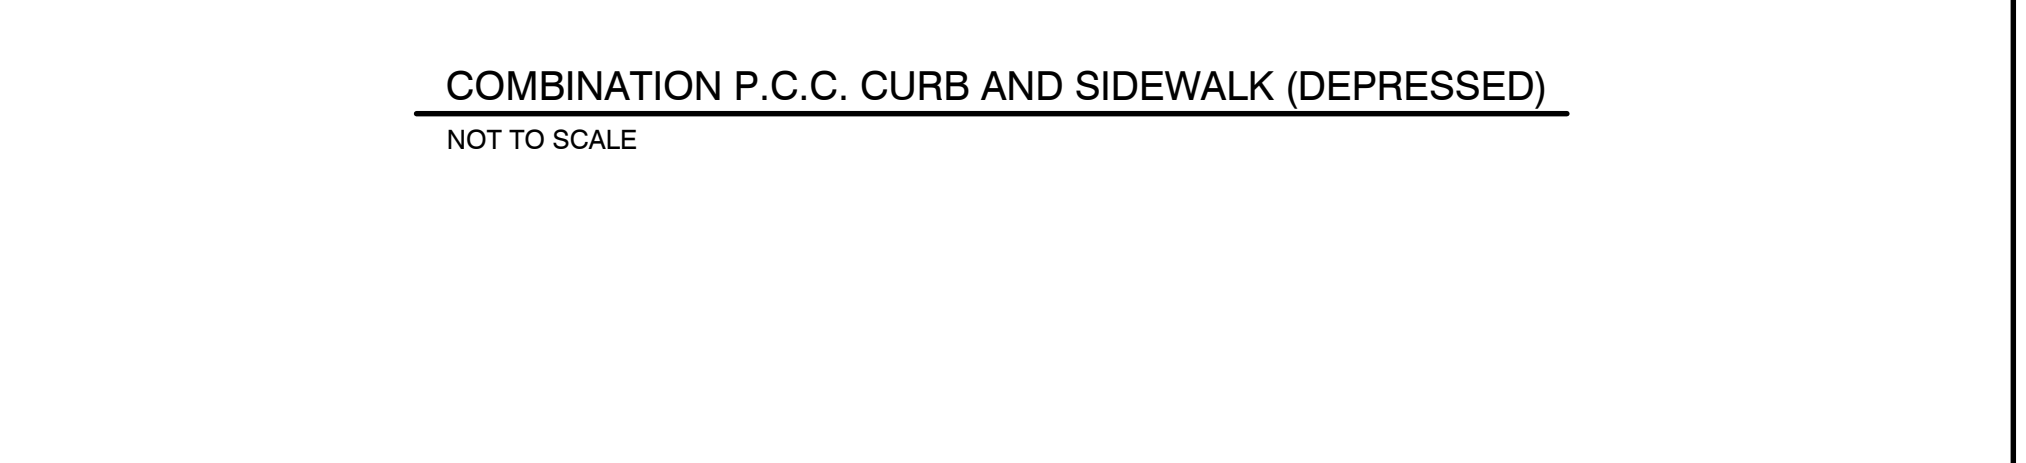 COMBINATION P.C.C. CURB AND SIDEWALK (DEPRESSED)
NOT TO SCALE